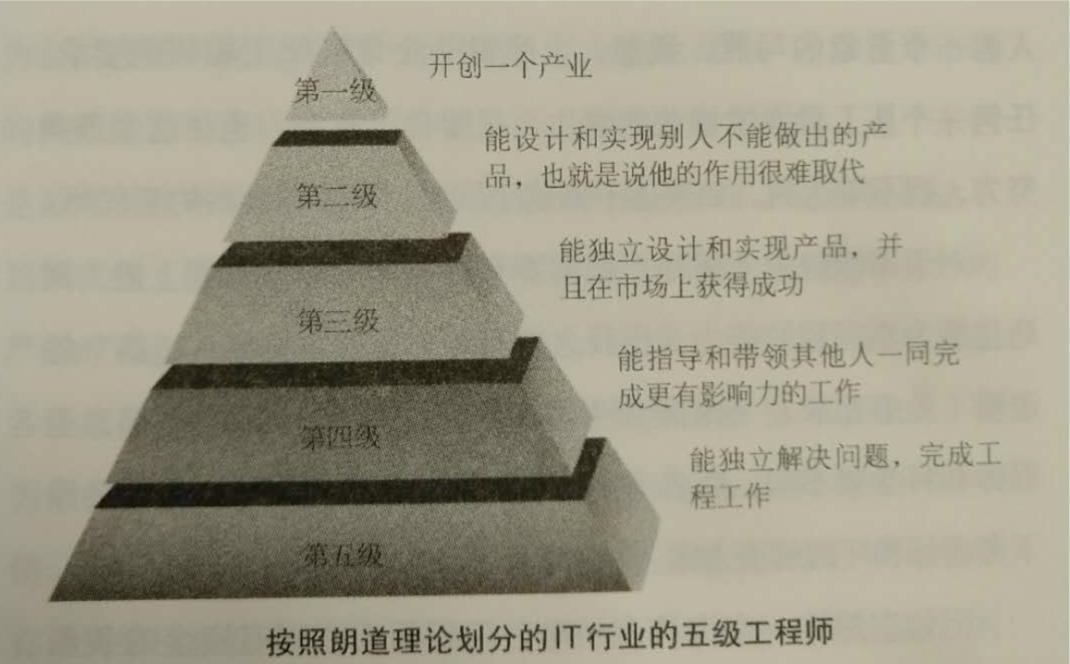 第一级
开创一个产业
能设计和实现别人不能做出的产
品，也就是说他的作用很难取代
第二级
能独立设计和实现产品，并
且在市场上获得成功
第三级
能指导和带领其他人一同完
成更有影响力的工作
第四级
能独立解决问题，完成工
程工作
第五级
按照朗道理论划分的IT行业的五级工程师